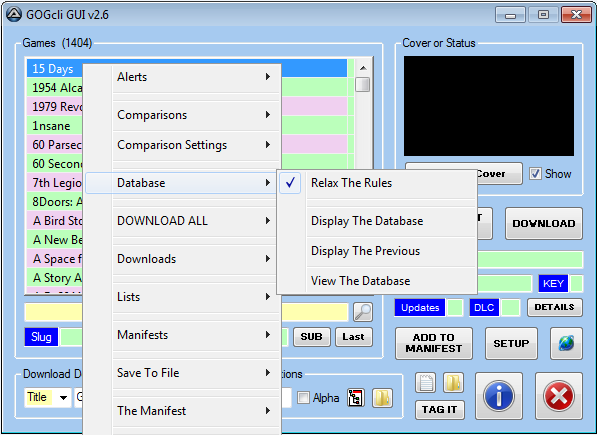 GOGcli GUI v2.6
Games (1404)
15 Days
1954 Alca
1979 Revo
1nsane
60 Parsec
60 Second
7th Legio
8Doors: A
A Bird Sto
A New Be
A Space f
A Story A
Alerts
Comparisons
Comparison Settings
Database
DOWNLOAD ALL
Downloads
Lists
Manifests
Save To File
The Manifest
Relax The Rules
Display The Database
Display The Previous
View The Database
Cover or Status
Cover
Show
T
DOWNLOAD
KEY
Updates
DLC
DETAILS
Slug
SUB
Last
ADD TO
MANIFEST
SETUP
Download D
tions
Title
G
Alpha
TAG IT